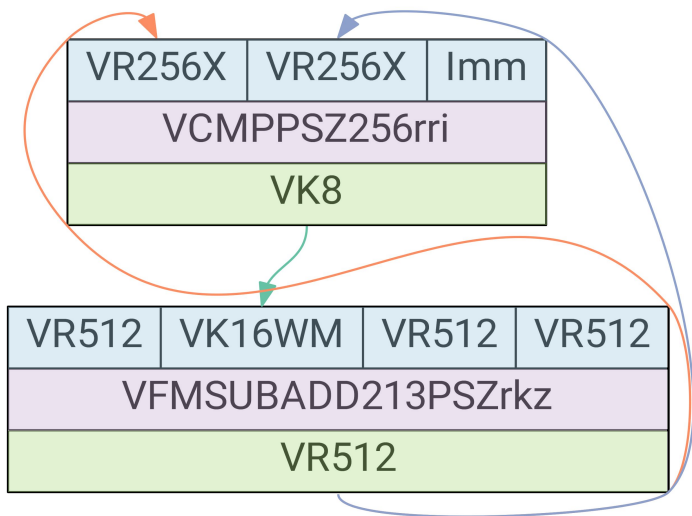 VR256X VR256X Imm
VCMPPSZ256rri
VK8
VR512 VK16WM VR512 VR512
VFMSUBADD213PSZrkz
VR512